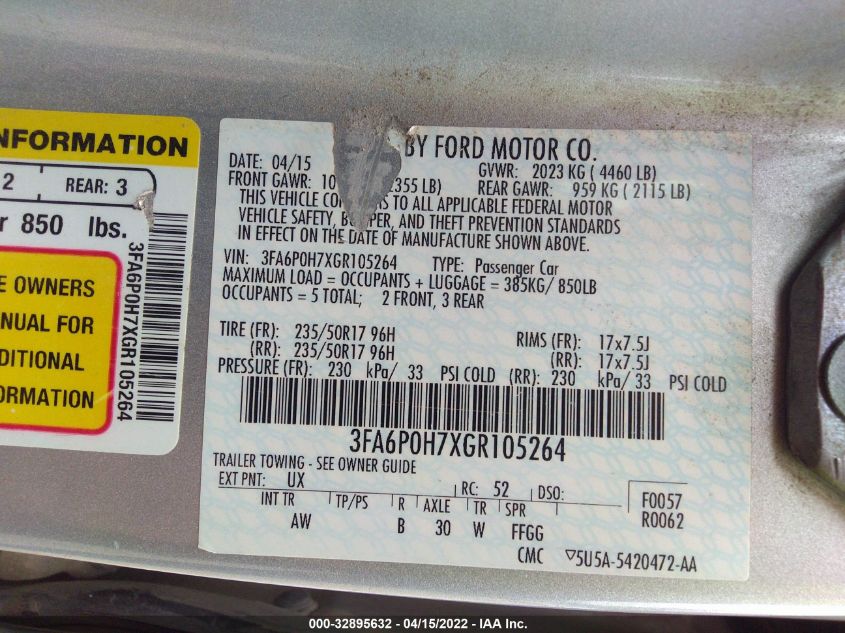 NFORMATION
2 REAR: 3
r 850 lbs.
E OWNERS
ANUAL FOR
DITIONAL
ORMATION
3FA6P0H7XGR105264
BY FORD MOTOR CO.
DATE: 04/15 GVWR: 2023 KG ( 4460 LB)
FRONT GAWR: 10 355 LB) REAR GAWR: 959 KG ( 2115 LB)
THIS VEHICLE CON S TO ALL APPLICABLE FEDERAL MOTOR
VEHICLE SAFETY, B PER, AND THEFT PREVENTION STANDARDS
IN EFFECT ON THE DATE OF MANUFACTURE SHOWN ABOVE.
VIN: 3FA6P0H7XGR105264 TYPE: Passenger Car
MAXIMUM LOAD = OCCUPANTS + LUGGAGE = 385KG/ 850LB
OCCUPANTS = 5 TOTAL; 2 FRONT, 3 REAR
TIRE (FR): 235/50R17 96H RIMS (FR): 17x7.5J
(RR): 235/50R17 96H (RR): 17x7.5J
PRESSURE (FR): 230 kPa/ 33 PSI COLD (RR): 230 kPa/ 33 PSI COLD
3FA6P0H7XGR105264
TRAILER TOWING - SEE OWNER GUIDE
EXT PNT: UX RC: 52 DSO: F0057
INT TR TP/PS R AXLE TR SPR R0062
AW B 30 W FFGG
CMC ▽5U5A-5420472-AA
000-32895632 - 04/15/2022 - IAA Inc.